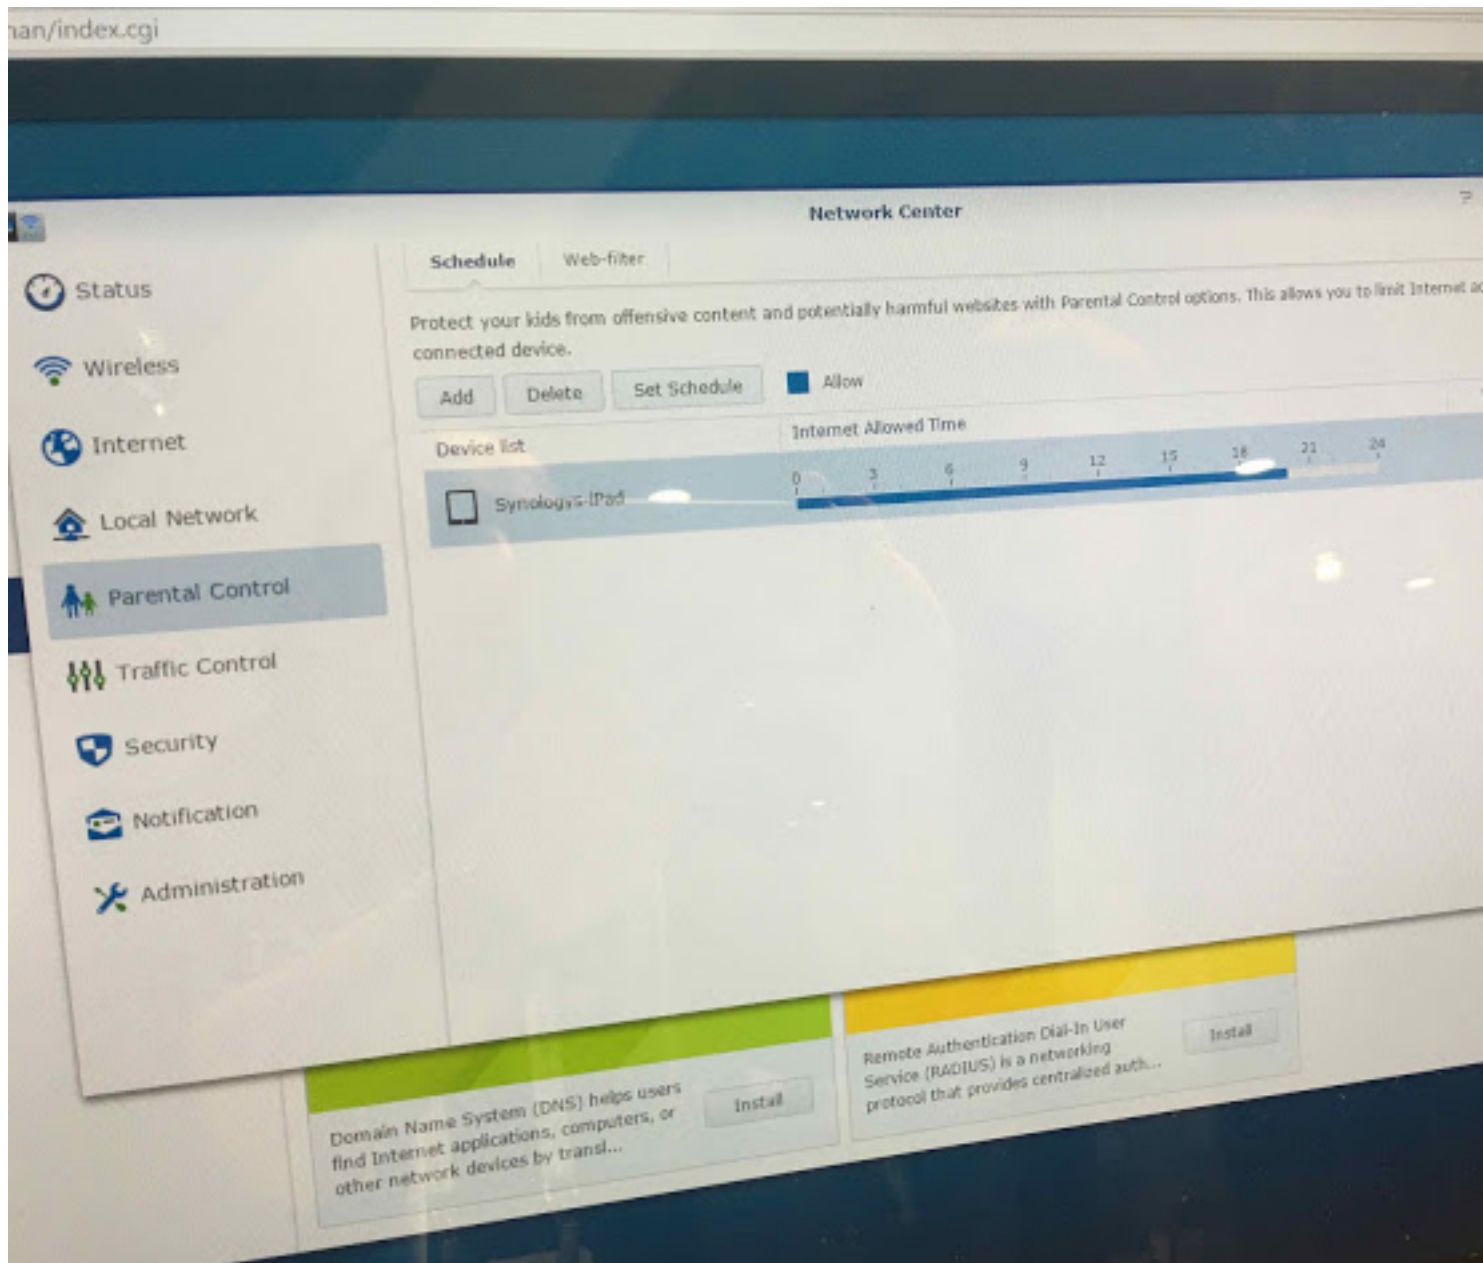 nan/index.cgi
Network Center
?
Status
Wireless
Internet
Local Network
Parental Control
Traffic Control
Security
Notification
Administration
Schedule Web-filter
Protect your kids from offensive content and potentially harmful websites with Parental Control options. This allows you to limit Internet
connected device.
Add Delete Set Schedule Allow
Device list Internet Allowed Time
0 3 6 9 12 15 18 21 24
Synologys-iPad
Domain Name System (DNS) helps users
find Internet applications, computers, or
other network devices by transl...
Install
Remote Authentication Dial-In User
Service (RADIUS) is a networking
protocol that provides centralized auth...
Install